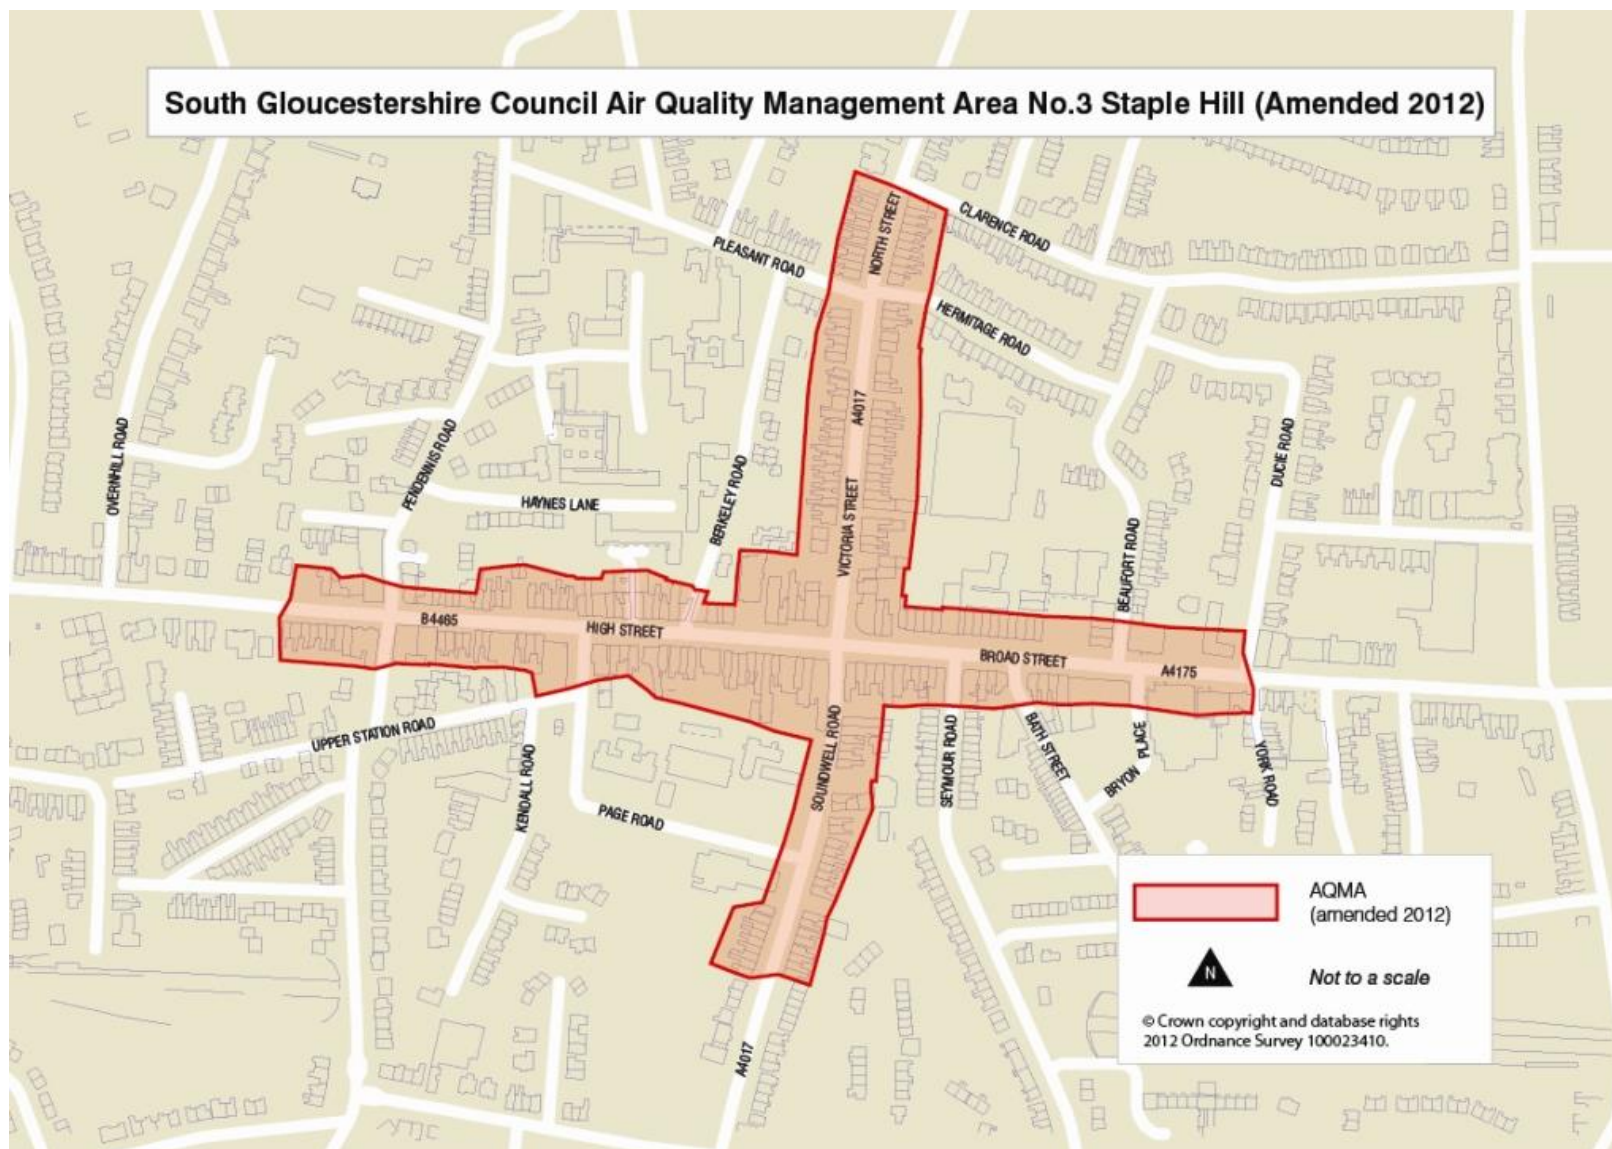 South Gloucestershire Council Air Quality Management Area No.3 Staple Hill (Amended 2012)
NORTH STREET
CLARENCE ROAD
PLEASANT ROAD
HERMITAGE ROAD
A4017
OVERNHILL ROAD
PENDENNIS ROAD
DUCIE ROAD
HAYNES LANE
BERKELEY ROAD
VICTORIA STREET
BEAUFORT ROAD
B4465
HIGH STREET
BROAD STREET
A4175
UPPER STATION ROAD
KENDALL ROAD
SOUNDWELL ROAD
SEYMOUR ROAD
BATH STREET
BRYON PLACE
YORK ROAD
PAGE ROAD
A4017
AQMA
(amended 2012)
N
Not to a scale
© Crown copyright and database rights
2012 Ordnance Survey 100023410.